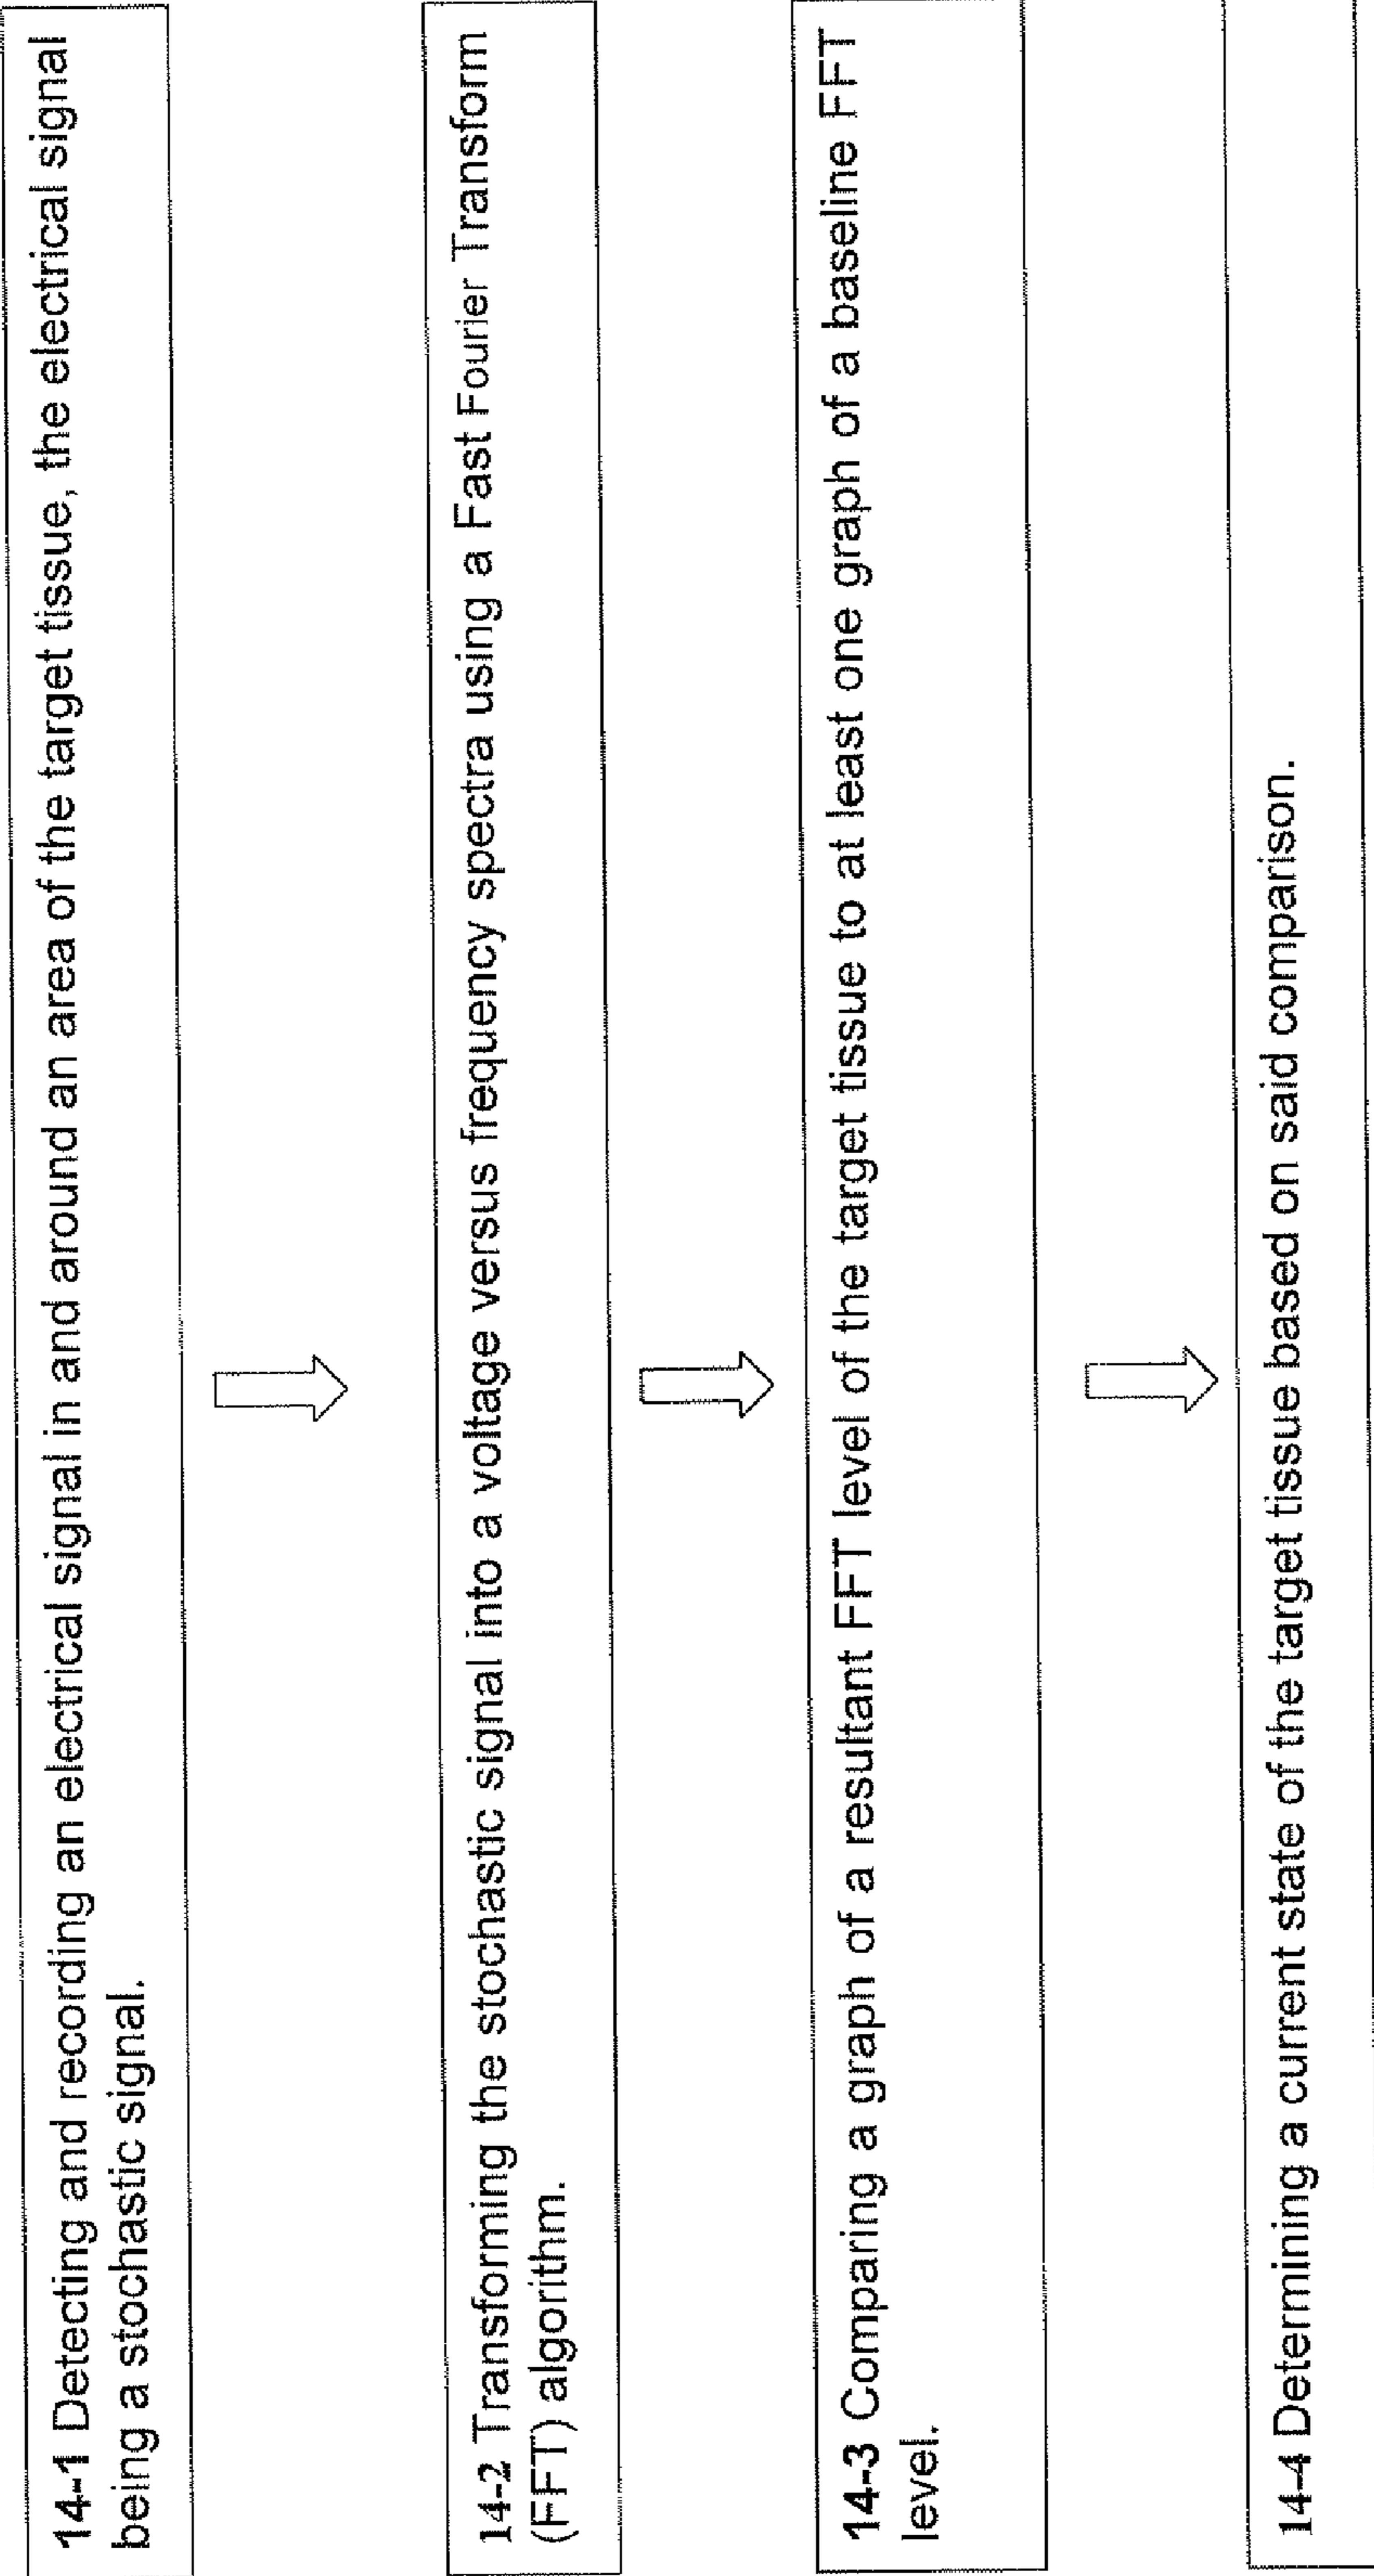 14-1 Detecting and recording an electrical signal in and around an area of the target tissue, the electrical signal
being a stochastic signal.
14-2 Transforming the stochastic signal into a voltage versus frequency spectra using a Fast Fourier Transform
(FFT) algorithm.
14-3 Comparing a graph of a resultant FFT level of the target tissue to at least one graph of a baseline FFT
level.
14-4 Determining a current state of the target tissue based on said comparison.